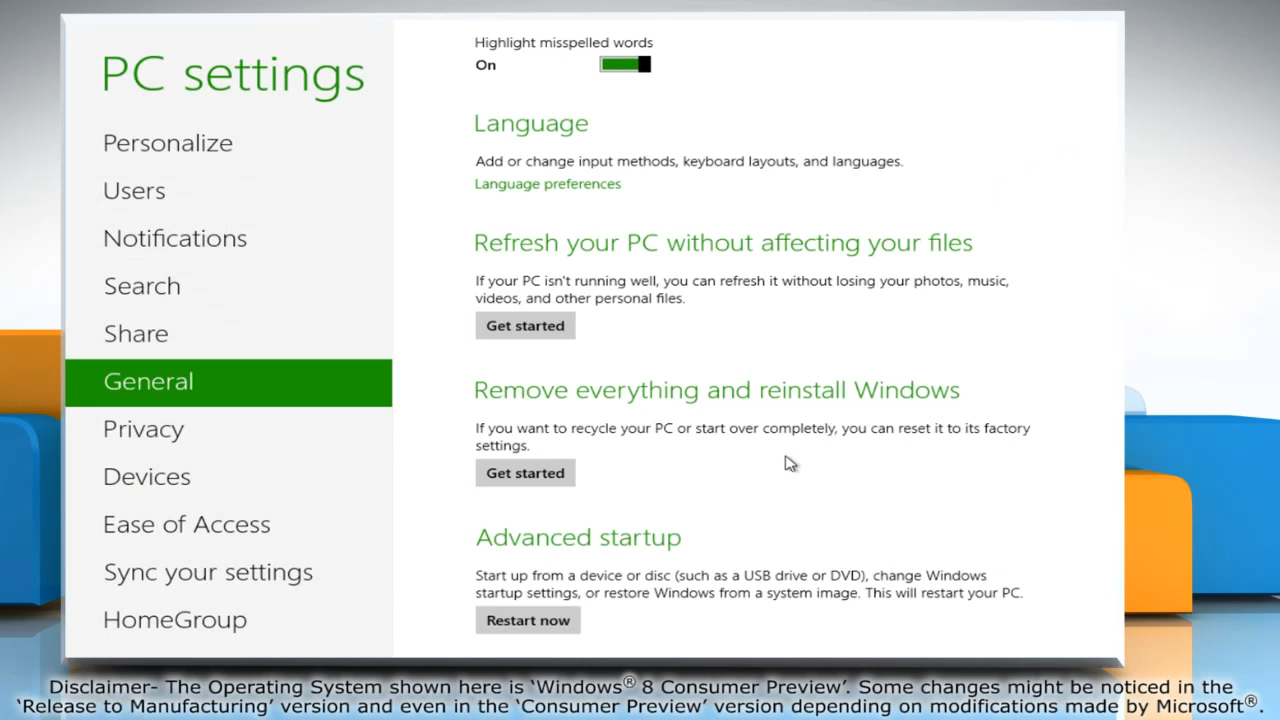 PC settings
Personalize
Users
Notifications
Search
Share
General
Privacy
Devices
Ease of Access
Sync your settings
HomeGroup
Highlight misspelled words
On
Language
Add or change input methods, keyboard layouts, and languages.
Language preferences
Refresh your PC without affecting your files
If your PC isn't running well, you can refresh it without losing your photos, music,
videos, and other personal files.
Get started
Remove everything and reinstall Windows
If you want to recycle your PC or start over completely, you can reset it to its factory
settings.
Get started
Advanced startup
Start up from a device or disc (such as a USB drive or DVD), change Windows
startup settings, or restore Windows from a system image. This will restart your PC.
Restart now
Disclaimer- The Operating System shown here is ‘Windows® 8 Consumer Preview’. Some changes might be noticed in the
‘Release to Manufacturing’ version and even in the ‘Consumer Preview’ version depending on modifications made by Microsoft®.